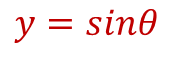 y = sinθ